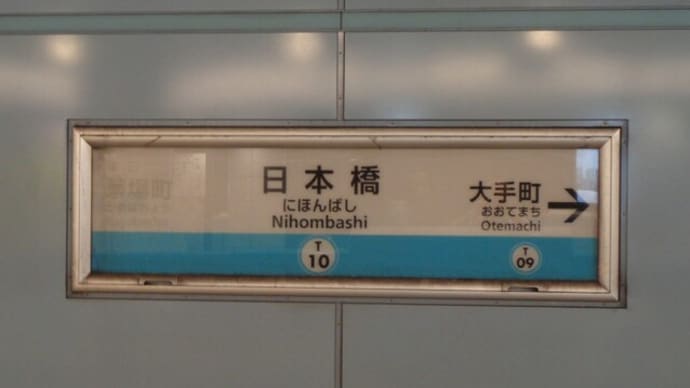 日本橋
にほんばし
Nihombashi
T
10
大手町
おおてまち
Otemachi
T
09